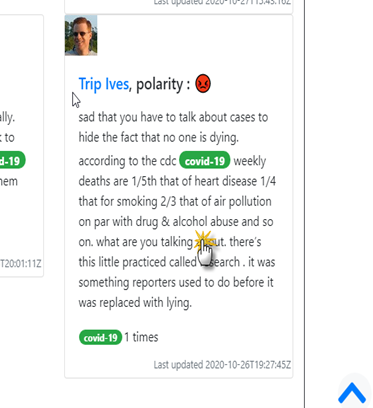 Last updated 2020-10-27T15:43:16Z
Trip Ives, polarity :
ally.
sad that you have to talk about cases to
k to
hide the fact that no one is dying.
d-19
according to the cdc covid-19 weekly
hem
deaths are 1/5th that of heart disease 1/4
that for smoking 2/3 that of air pollution
on par with drug & alcohol abuse and so
on. what are you talking about. there's
T20:01:11Z
this little practiced called research . it was
something reporters used to do before it
was replaced with lying.
covid-19 1 times
Last updated 2020-10-26T19:27:45Z